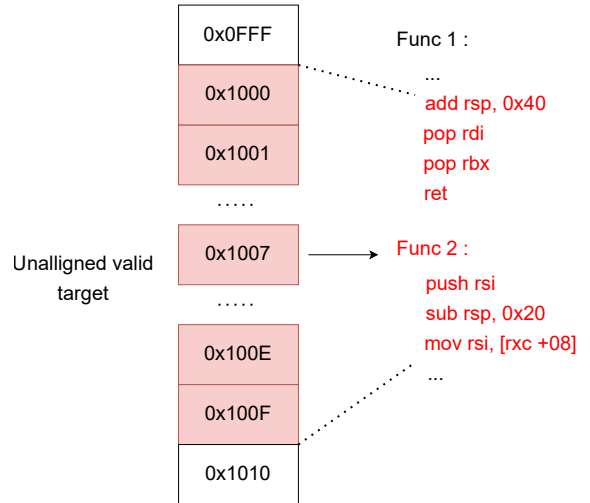 0x0FFF
0x1000
0x1001
.....
0x1007
.....
0x100E
0x100F
0x1010
Unalligned valid
target
Func 1 :
...
add rsp, 0x40
pop rdi
pop rbx
ret
Func 2 :
push rsi
sub rsp, 0x20
mov rsi, [rxc +08]
...